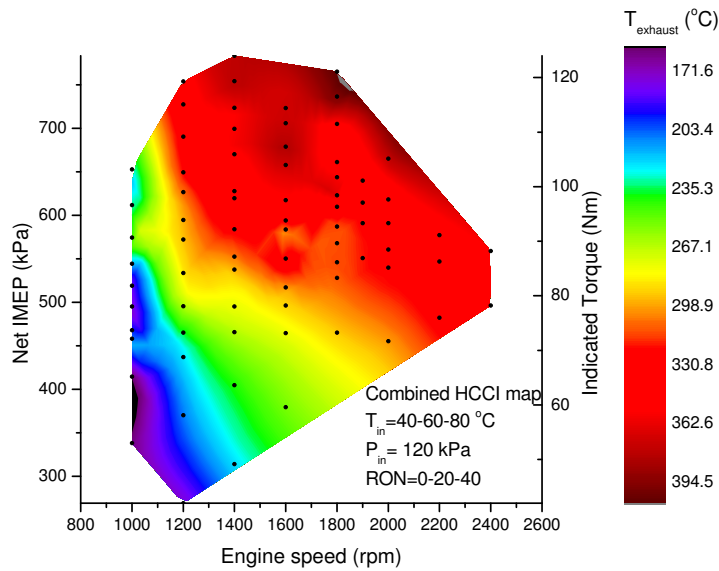 T_exhaust (°C)
171.6
203.4
235.3
267.1
298.9
330.8
362.6
394.5
Net IMEP (kPa)
700
600
500
400
300
Indicated Torque (Nm)
120
100
80
60
Combined HCCI map
T_in=40-60-80 °C
P_in= 120 kPa
RON=0-20-40
800 1000 1200 1400 1600 1800 2000 2200 2400 2600
Engine speed (rpm)